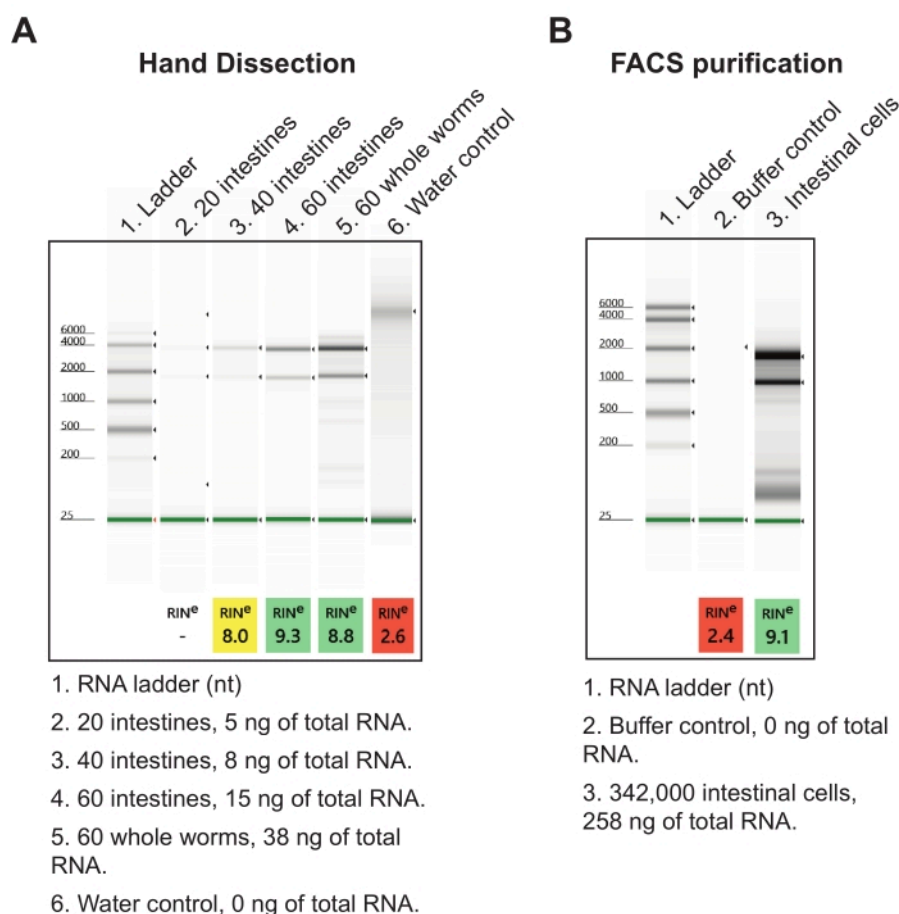 A
Hand Dissection
1. Ladder
2. 20 intestines
3. 40 intestines
4. 60 intestines
5. 60 whole worms
6. Water control
6000
4000
2000
1000
500
200
25
RINe
-
RINe
8.0
RINe
9.3
RINe
8.8
RINe
2.6
1. RNA ladder (nt)
2. 20 intestines, 5 ng of total RNA.
3. 40 intestines, 8 ng of total RNA.
4. 60 intestines, 15 ng of total RNA.
5. 60 whole worms, 38 ng of total
RNA.
6. Water control, 0 ng of total RNA.
B
FACS purification
1. Ladder
2. Buffer control
3. Intestinal cells
6000
4000
2000
1000
500
200
25
RINe
2.4
RINe
9.1
1. RNA ladder (nt)
2. Buffer control, 0 ng of total
RNA.
3. 342,000 intestinal cells,
258 ng of total RNA.